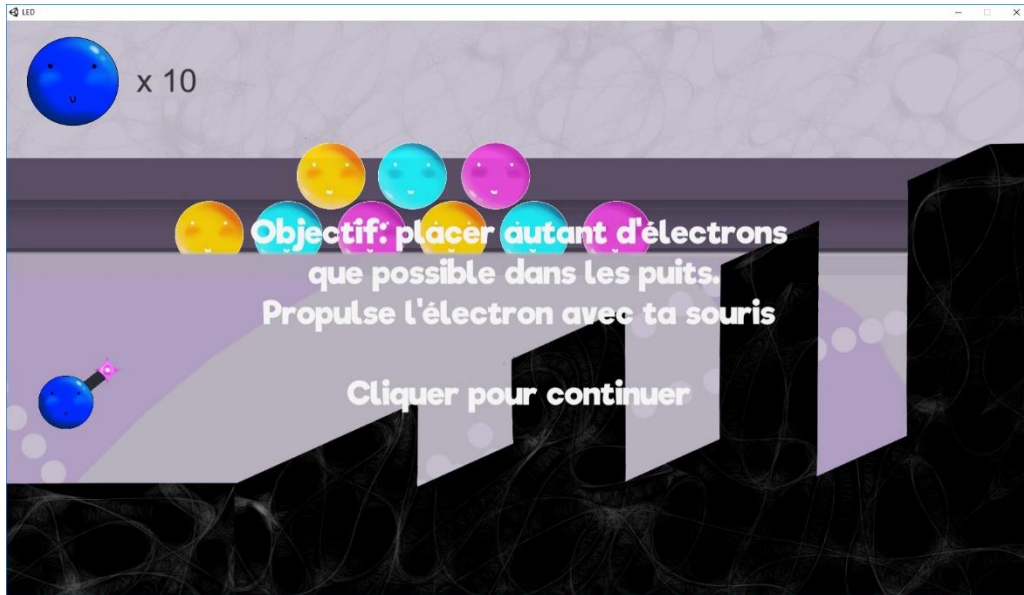 LED
x 10
Objectif: placer autant d'électrons
que possible dans les puits.
Propulse l'électron avec ta souris
Cliquer pour continuer